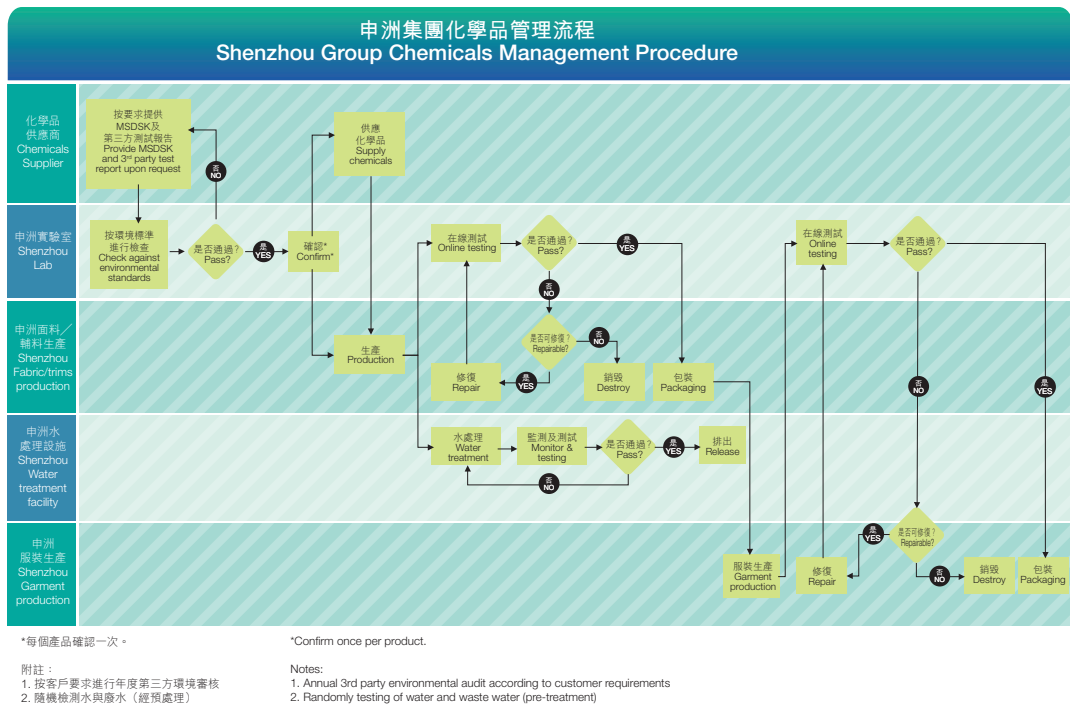 申洲集團化學品管理流程
Shenzhou Group Chemicals Management Procedure
化學品
供應商
Chemicals
Supplier
按要求提供
MSDSK及
第三方測試報告
Provide MSDSK
and 3rd party test
report upon request
否
NO
供應
化學品
Supply
chemicals
申洲實驗室
Shenzhou
Lab
按環境標準
進行檢查
Check against
environmental
standards
是否通過?
Pass?
是
YES
確認*
Confirm*
在線測試
Online testing
是否通過?
Pass?
是
YES
否
NO
在線測試
Online
testing
是否通過?
Pass?
申洲面料／
輔料生產
Shenzhou
Fabric/trims
production
生產
Production
是否可修復?
Repairable?
否
NO
修復
Repair
是
YES
銷毀
Destroy
包裝
Packaging
否
NO
是
YES
申洲水
處理設施
Shenzhou
Water
treatment
facility
水處理
Water
treatment
監測及測試
Monitor &
testing
是否通過?
Pass?
是
YES
排出
Release
否
NO
申洲
服裝生產
Shenzhou
Garment
production
服裝生產
Garment
production
修復
Repair
是
YES
是否可修復?
Repairable?
否
NO
銷毀
Destroy
包裝
Packaging
*每個產品確認一次。
*Confirm once per product.
附註：
1. 按客戶要求進行年度第三方環境審核
2. 隨機檢測水與廢水（經預處理）
Notes:
1. Annual 3rd party environmental audit according to customer requirements
2. Randomly testing of water and waste water (pre-treatment)